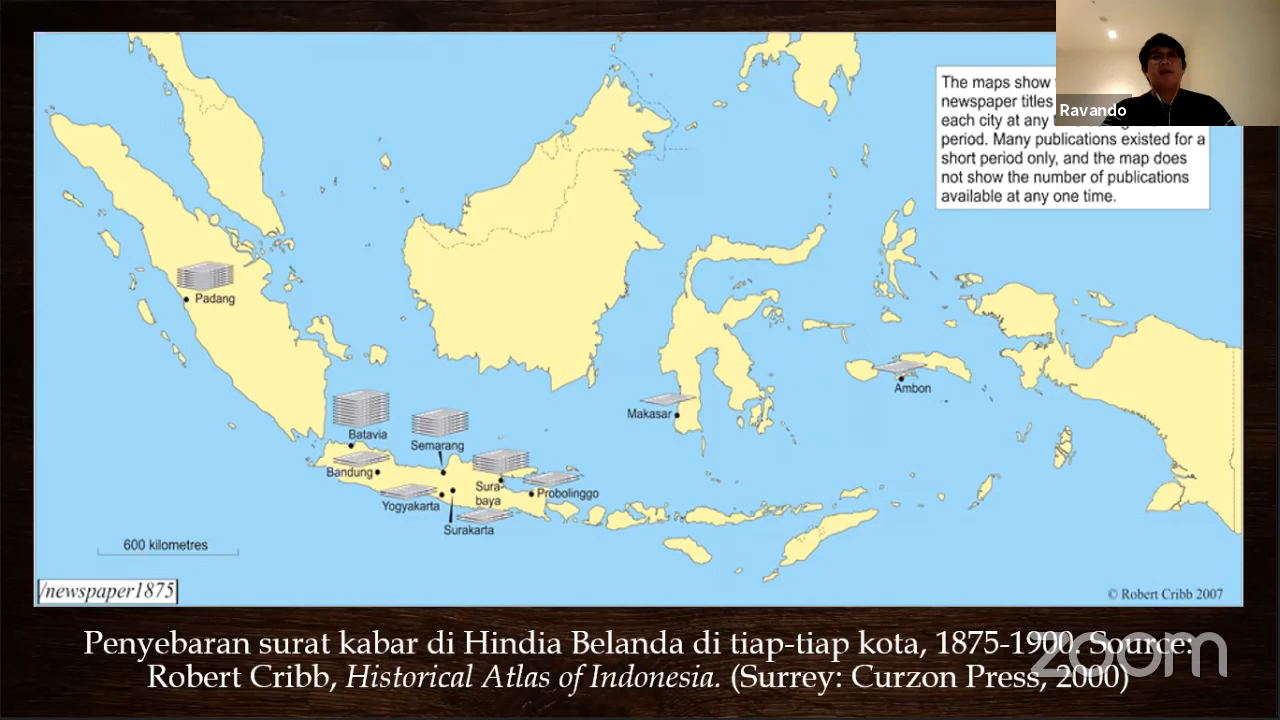 The maps show
newspaper titles
each city at any
period. Many publications existed for a
short period only, and the map does
not show the number of publications
available at any one time.
Ravando
Padang
Batavia
Semarang
Bandung
Yogyakarta
Sura-
baya
Surakarta
Probolinggo
Makasar
Ambon
600 kilometres
/newspaper1875
© Robert Cribb 2007
Penyebaran surat kabar di Hindia Belanda di tiap-tiap kota, 1875-1900. Source:
Robert Cribb, Historical Atlas of Indonesia. (Surrey: Curzon Press, 2000)
zoom